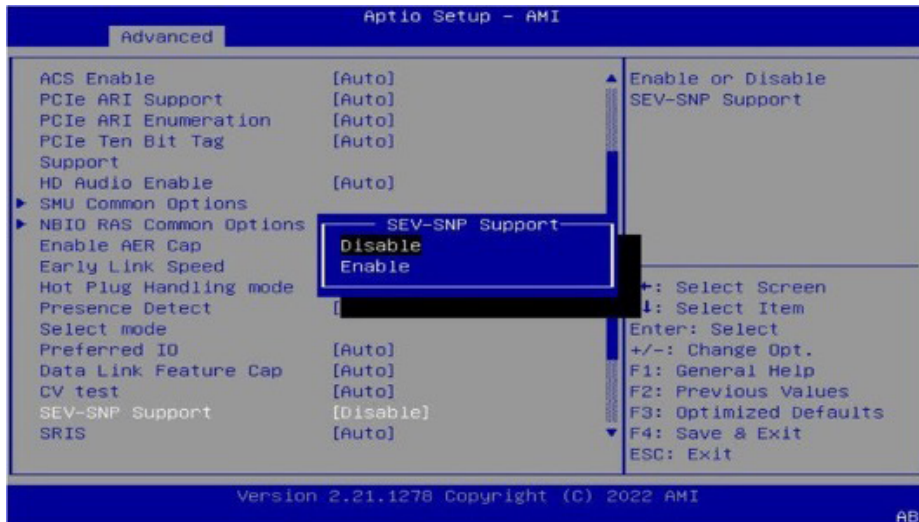 Aptio Setup – AMI
Advanced
ACS Enable [Auto]
PCIe ARI Support [Auto]
PCIe ARI Enumeration [Auto]
PCIe Ten Bit Tag [Auto]
Support
HD Audio Enable [Auto]
SMU Common Options
NBIO RAS Common Options
Enable AER Cap
Early Link Speed
Hot Plug Handling mode
Presence Detect [
Select mode
Preferred IO [Auto]
Data Link Feature Cap [Auto]
CV test [Auto]
SEV-SNP Support [Disable]
SRIS [Auto]
SEV-SNP Support
Disable
Enable
Enable or Disable
SEV-SNP Support
: Select Screen
: Select Item
Enter: Select
+/-: Change Opt.
F1: General Help
F2: Previous Values
F3: Optimized Defaults
F4: Save & Exit
ESC: Exit
Version 2.21.1278 Copyright (C) 2022 AMI
AB